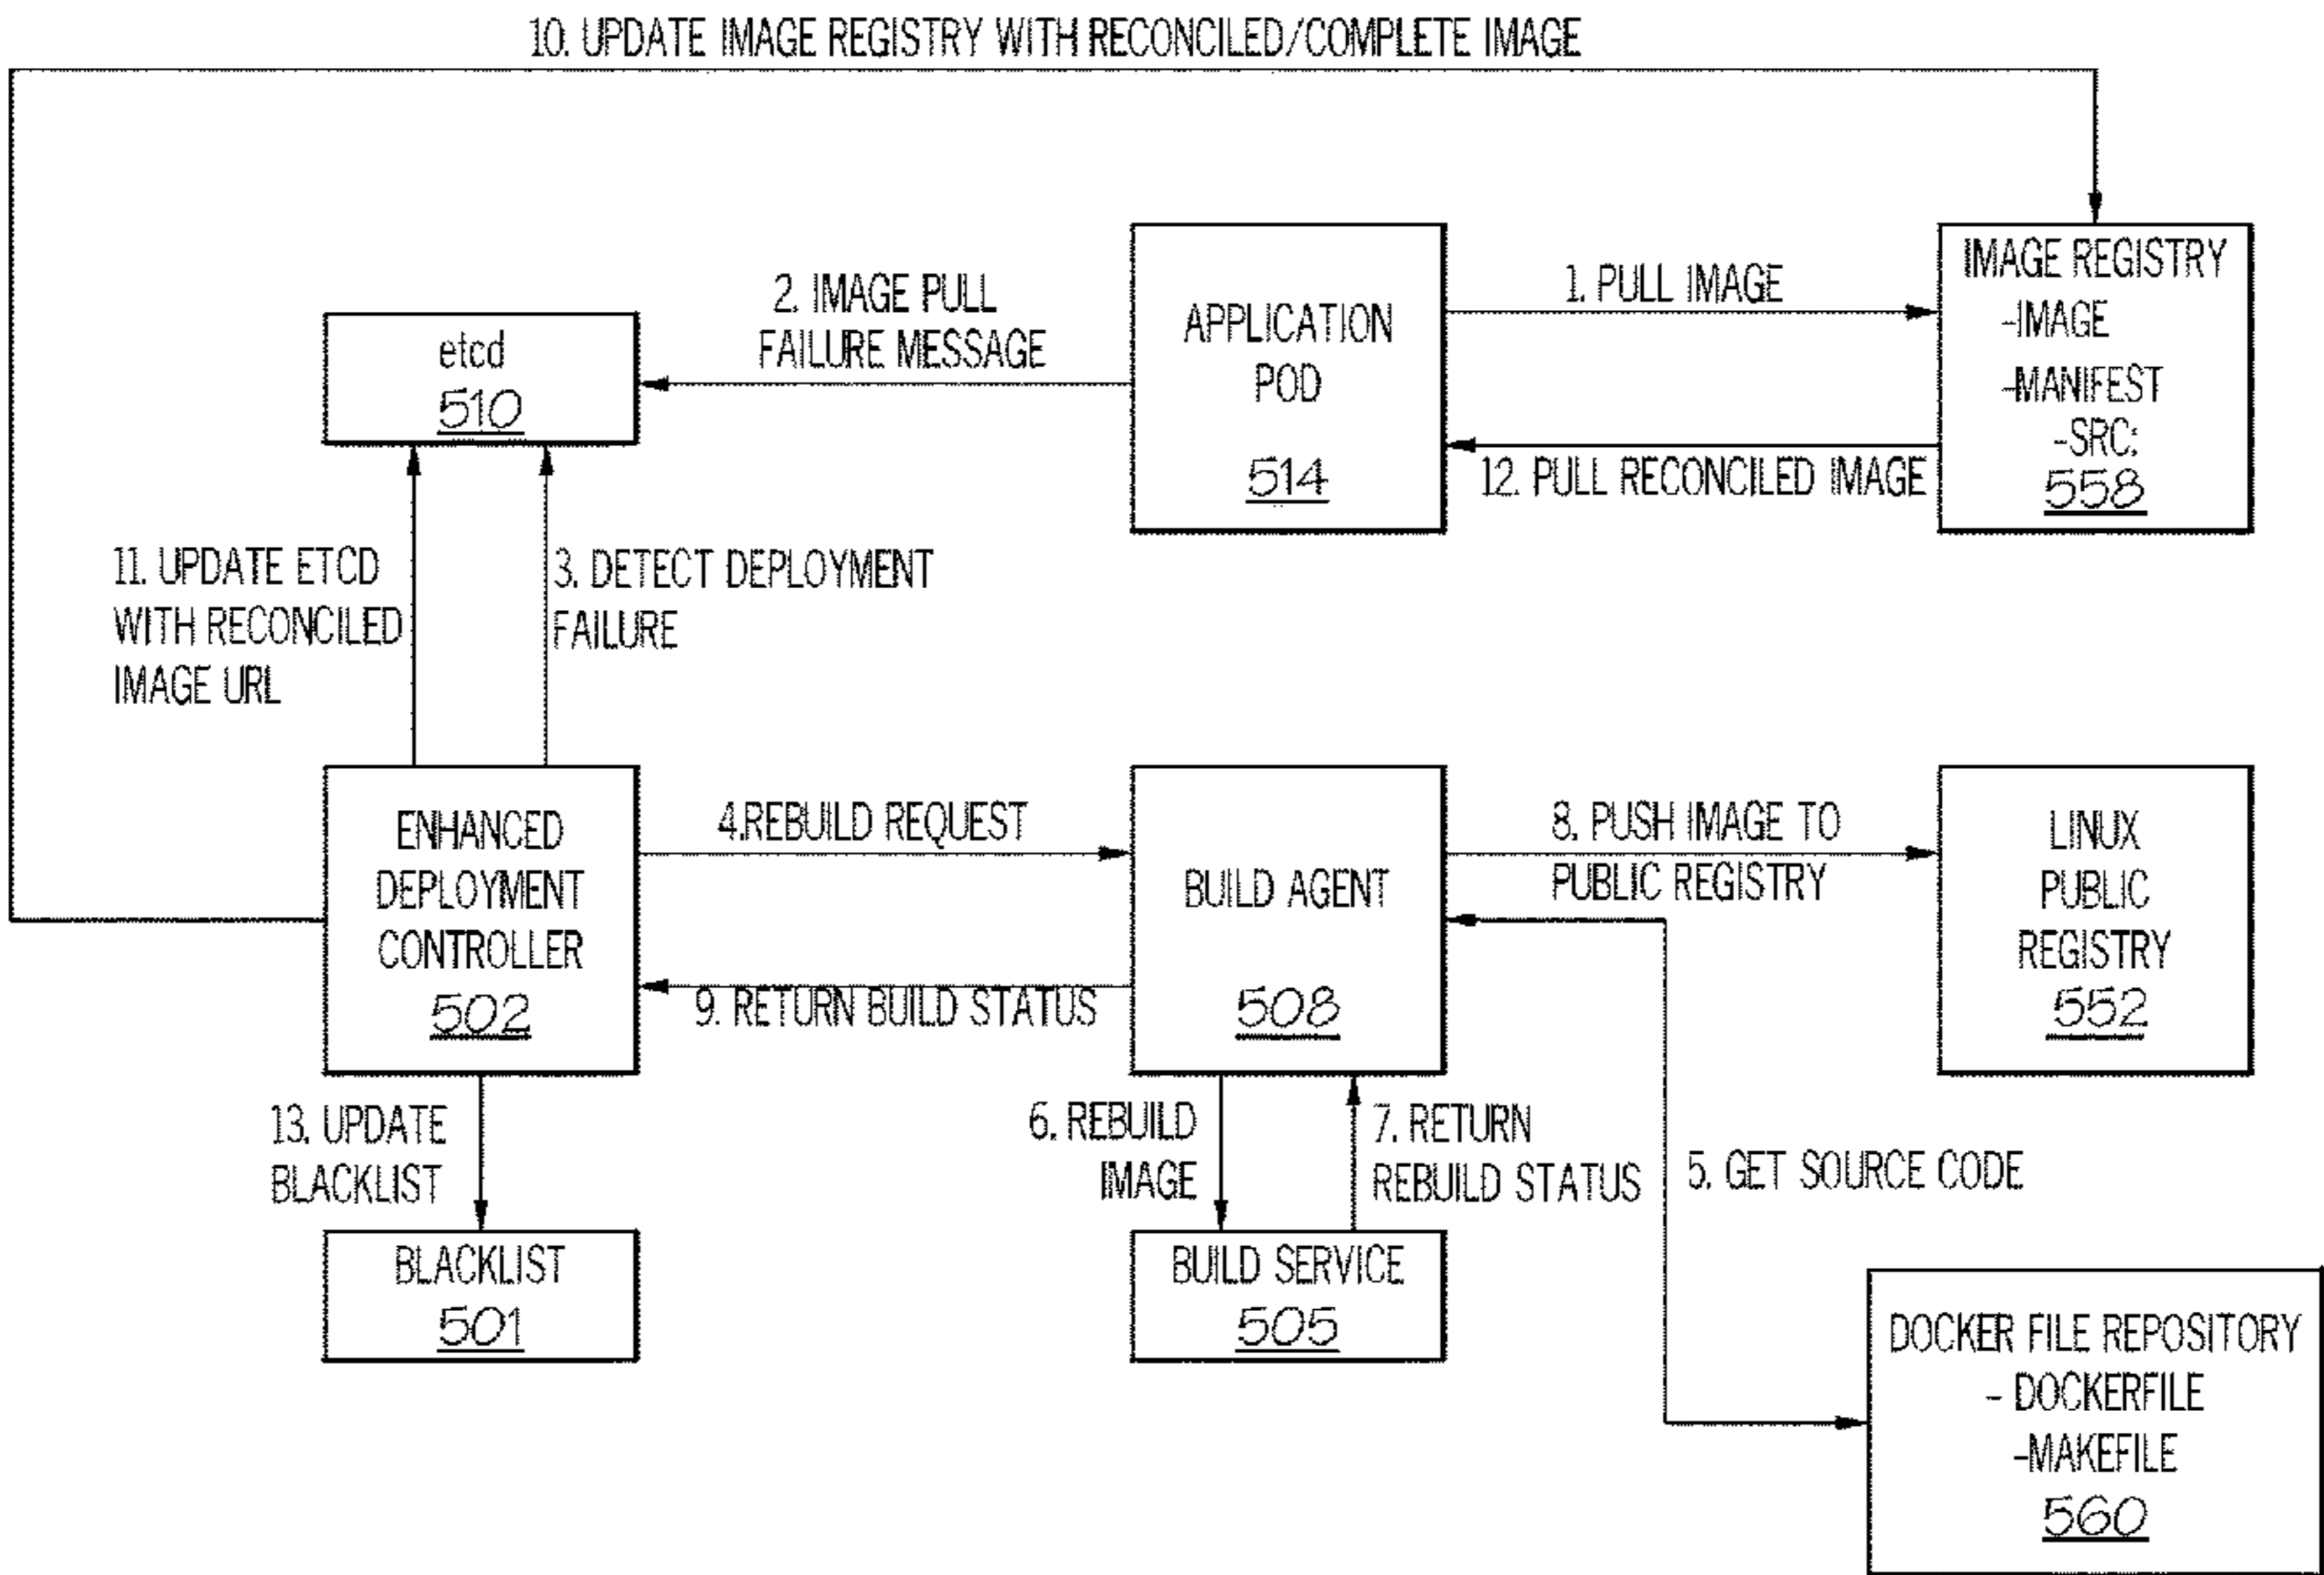 10. UPDATE IMAGE REGISTRY WITH RECONCILED/COMPLETE IMAGE
etcd
510
2. IMAGE PULL
FAILURE MESSAGE
APPLICATION
POD
514
1. PULL IMAGE
12. PULL RECONCILED IMAGE
IMAGE REGISTRY
-IMAGE
-MANIFEST
-SRC:
558
11. UPDATE ETCD
WITH RECONCILED
IMAGE URL
3. DETECT DEPLOYMENT
FAILURE
ENHANCED
DEPLOYMENT
CONTROLLER
502
4.REBUILD REQUEST
9. RETURN BUILD STATUS
BUILD AGENT
508
8. PUSH IMAGE TO
PUBLIC REGISTRY
LINUX
PUBLIC
REGISTRY
552
13. UPDATE
BLACKLIST
6. REBUILD
IMAGE
7. RETURN
REBUILD STATUS
5. GET SOURCE CODE
BLACKLIST
501
BUILD SERVICE
505
DOCKER FILE REPOSITORY
- DOCKERFILE
-MAKEFILE
560